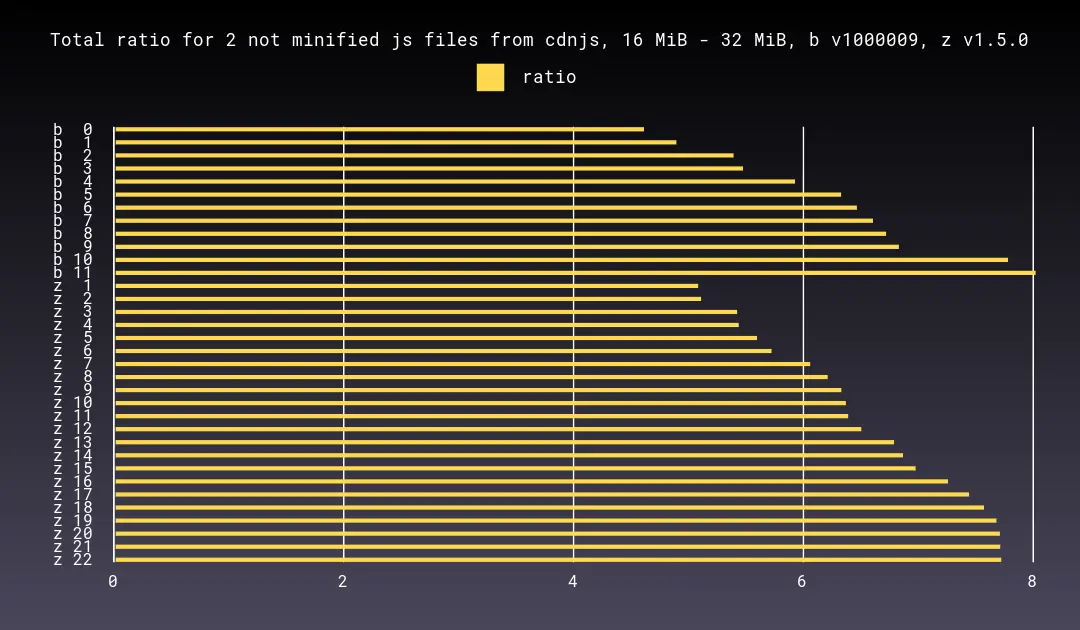 Total ratio for 2 not minified js files from cdnjs, 16 MiB - 32 MiB, b v1000009, z v1.5.0
ratio
b 0
b 1
b 2
b 3
b 4
b 5
b 6
b 7
b 8
b 9
b 10
b 11
z 1
z 2
z 3
z 4
z 5
z 6
z 7
z 8
z 9
z 10
z 11
z 12
z 13
z 14
z 15
z 16
z 17
z 18
z 19
z 20
z 21
z 22
0 2 4 6 8